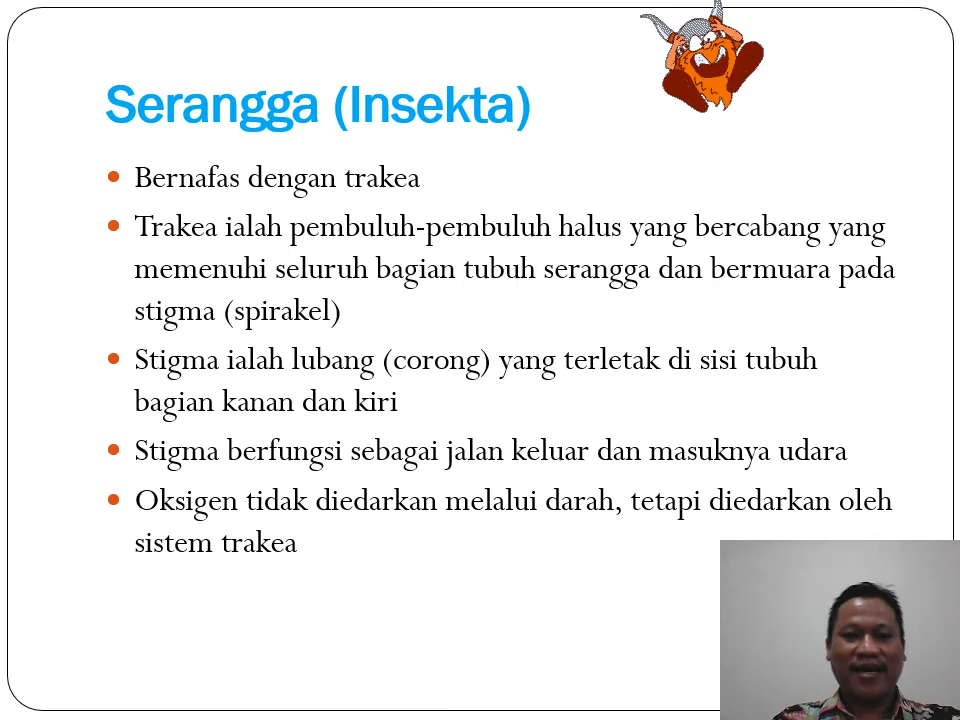 Serangga (Insekta)
Bernafas dengan trakea
Trakea ialah pembuluh-pembuluh halus yang bercabang yang
memenuhi seluruh bagian tubuh serangga dan bermuara pada
stigma (spirakel)
Stigma ialah lubang (corong) yang terletak di sisi tubuh
bagian kanan dan kiri
Stigma berfungsi sebagai jalan keluar dan masuknya udara
Oksigen tidak diedarkan melalui darah, tetapi diedarkan oleh
sistem trakea